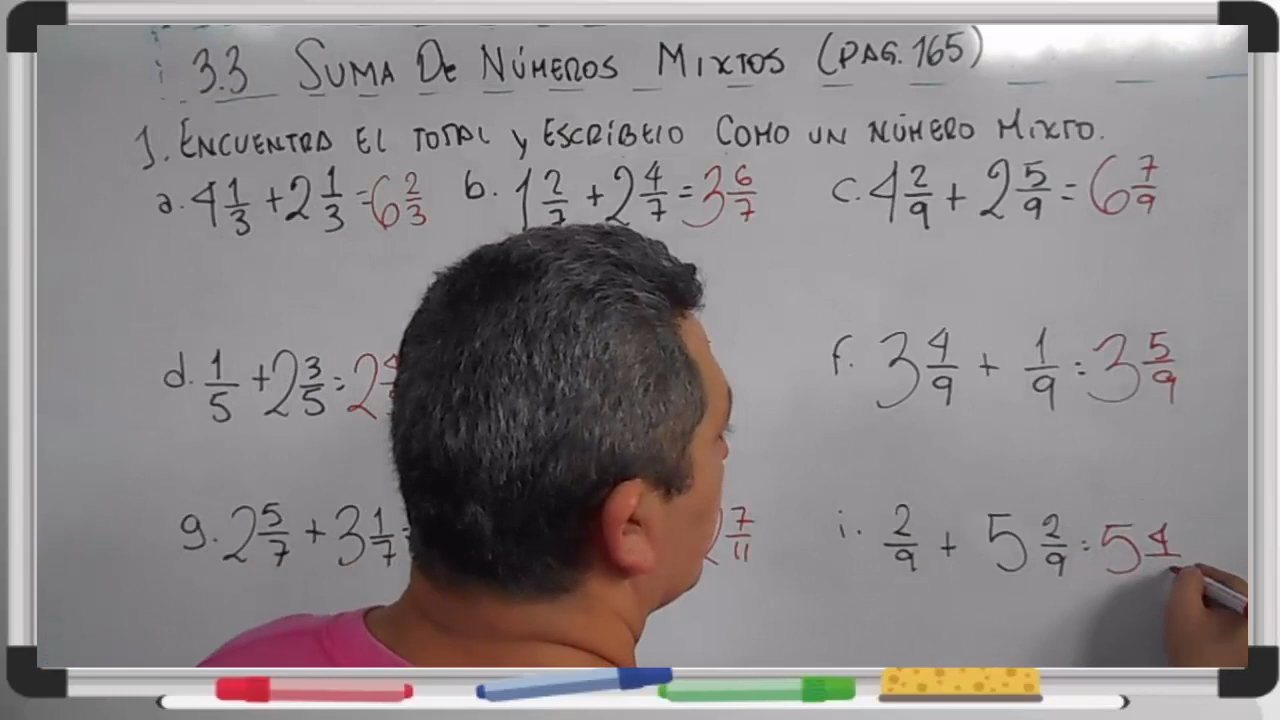 3.3 SUMA DE NÚMEROS MIXTOS (PAG. 165)
1. ENCUENTRA EL TOTAL y ESCRÍBELO COMO UN NÚMERO MIXTO.
a. 4 1/3 + 2 1/3 = 6 2/3 b. 1 2/7 + 2 4/7 = 3 6/7 c. 4 2/9 + 2 5/9 = 6 7/9
d. 1/5 + 2 3/5 = 2 f. 3 4/9 + 1/9 = 3 5/9
g. 2 5/7 + 3 1/7 = 7/11 i. 2/9 + 5 2/9 = 5 4